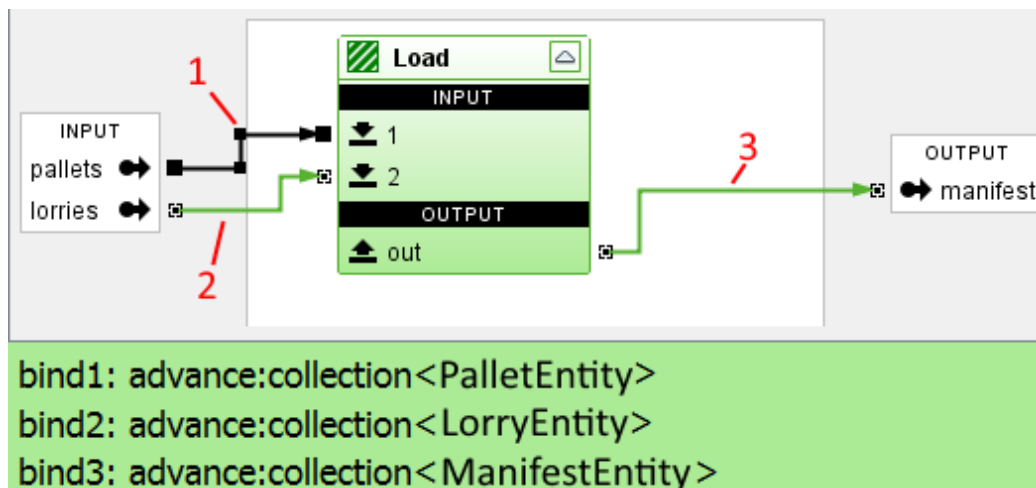 Load
INPUT
1
2
OUTPUT
out
INPUT
pallets
lorries
OUTPUT
manifest
1
2
3
bind1: advance:collection<PalletEntity>
bind2: advance:collection<LorryEntity>
bind3: advance:collection<ManifestEntity>